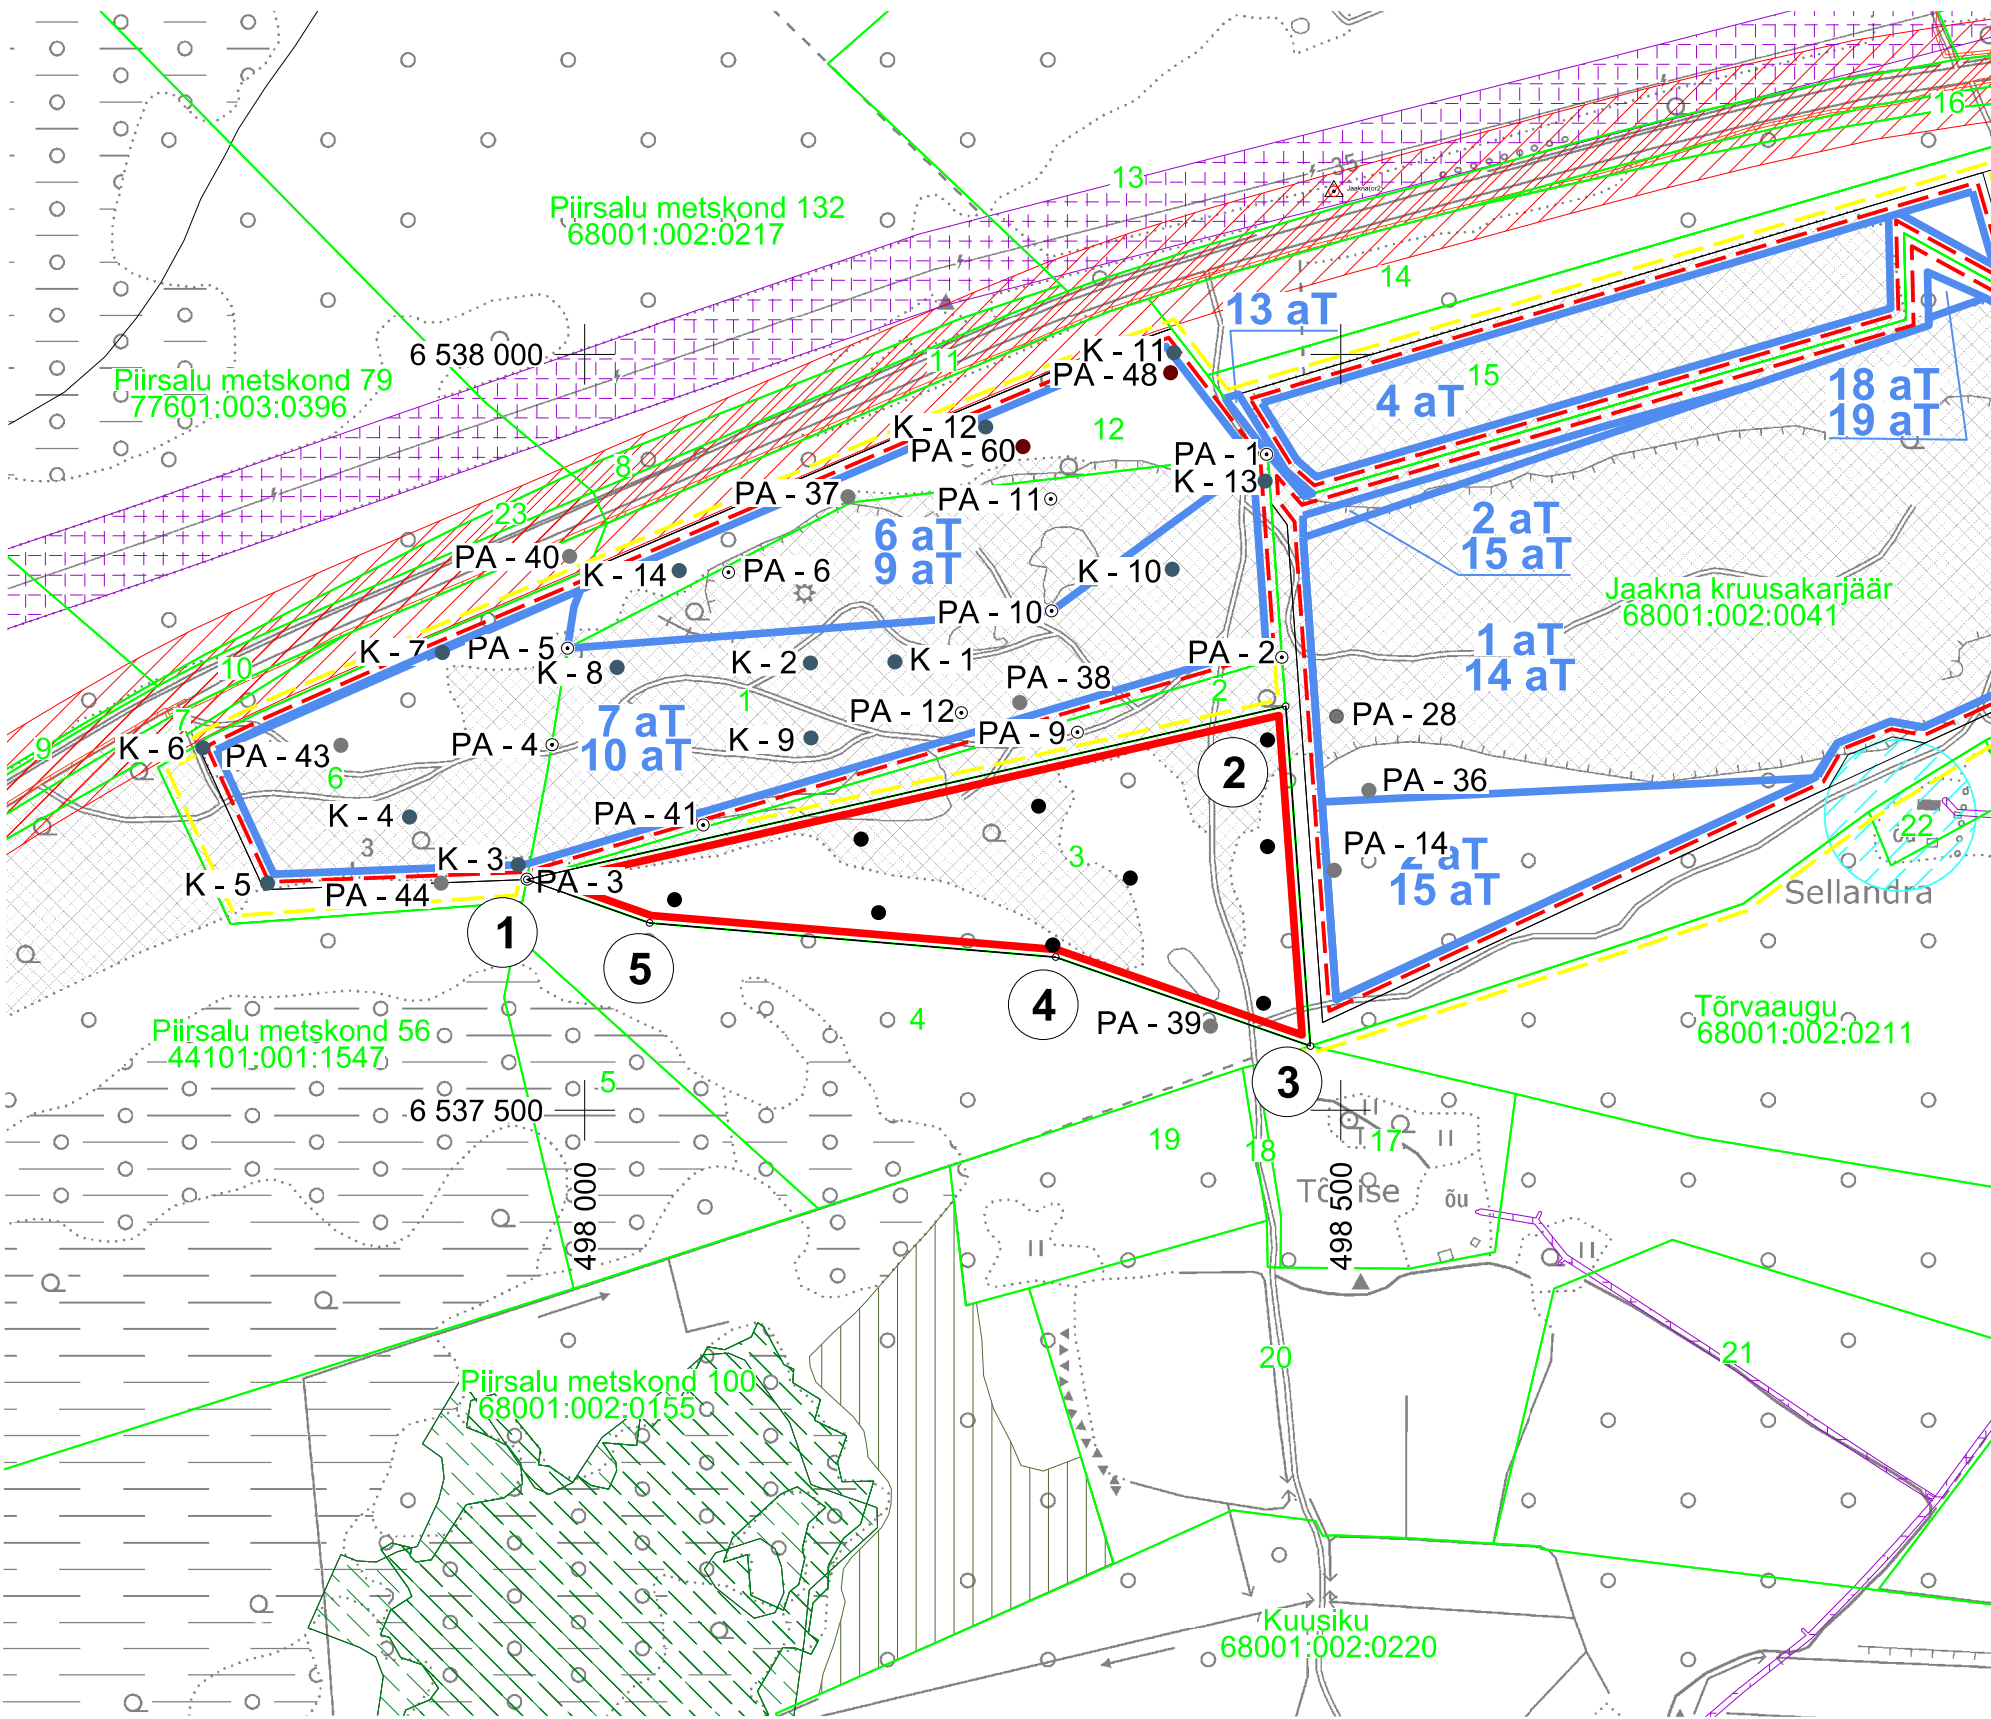 16
35
Jaakna(or2)
13
Piirsalu metskond 132
68001:002:0217
14
13 aT
6 538 000
K - 11
11
PA - 48
15
Piirsalu metskond 79
77601:003:0396
4 aT
18 aT
19 aT
K - 12
12
PA - 60
PA - 1
8
K - 13
PA - 37
PA - 11
23
2 aT
15 aT
6 aT
9 aT
PA - 40
K - 14
PA - 6
K - 10
Jaakna kruusakarjäär
68001:002:0041
PA - 10
1 aT
14 aT
K - 7
PA - 5
K - 8
K - 2
K - 1
PA - 2
10
PA - 38
2
1
7
7 aT
10 aT
PA - 12
PA - 28
9
K - 6
PA - 43
PA - 4
K - 9
PA - 9
6
2
PA - 36
K - 4
PA - 41
22
õu
3
3
PA - 14
2 aT
15 aT
K - 3
K - 5
PA - 44
PA - 3
Sellandra
1
5
4
4
PA - 39
Tõrvaaugu
68001:002:0211
Piirsalu metskond 56
44101:001:1547
5
3
6 537 500
19
18
17
498 000
498 500
õu
20
21
Piirsalu metskond 100
68001:002:0155
Kuusiku
68001:002:0220